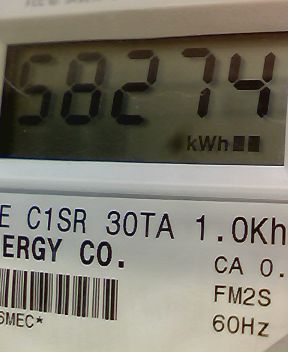 58274
kWh
E C1SR 30TA 1.0Kh
ERGY CO.
CA 0.
FM2S
6MEC*
60Hz